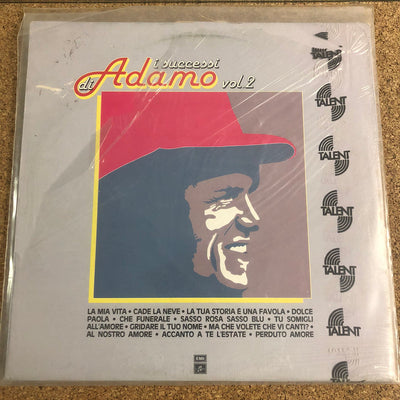 i successi
di Adamo vol. 2
TALENT
TALENT
TALENT
TALENT
TALENT
TALENT
LA MIA VITA • CADE LA NEVE • LA TUA STORIA È UNA FAVOLA • DOLCE
PAOLA • CHE FUNERALE • SASSO ROSA SASSO BLU • TU SOMIGLI
ALL'AMORE • GRIDARE IL TUO NOME • MA CHE VOLETE CHE VI CANTI? •
AL NOSTRO AMORE • ACCANTO A TE L'ESTATE • PERDUTO AMORE
EMI